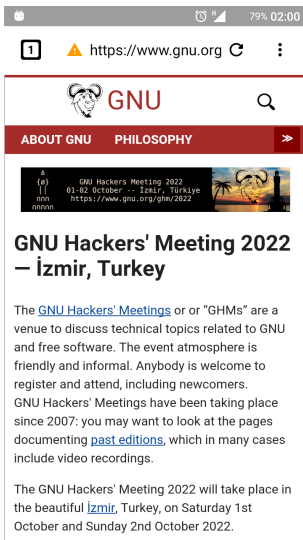 79% 02:00
1 https://www.gnu.org
GNU
ABOUT GNU PHILOSOPHY ≫
GNU Hackers Meeting 2022
01-02 October -- İzmir, Türkiye
https://www.gnu.org/ghm/2022
GNU Hackers' Meeting 2022
— İzmir, Turkey
The GNU Hackers' Meetings or or “GHMs” are a
venue to discuss technical topics related to GNU
and free software. The event atmosphere is
friendly and informal. Anybody is welcome to
register and attend, including newcomers.
GNU Hackers' Meetings have been taking place
since 2007: you may want to look at the pages
documenting past editions, which in many cases
include video recordings.
The GNU Hackers' Meeting 2022 will take place in
the beautiful İzmir, Turkey, on Saturday 1st
October and Sunday 2nd October 2022.